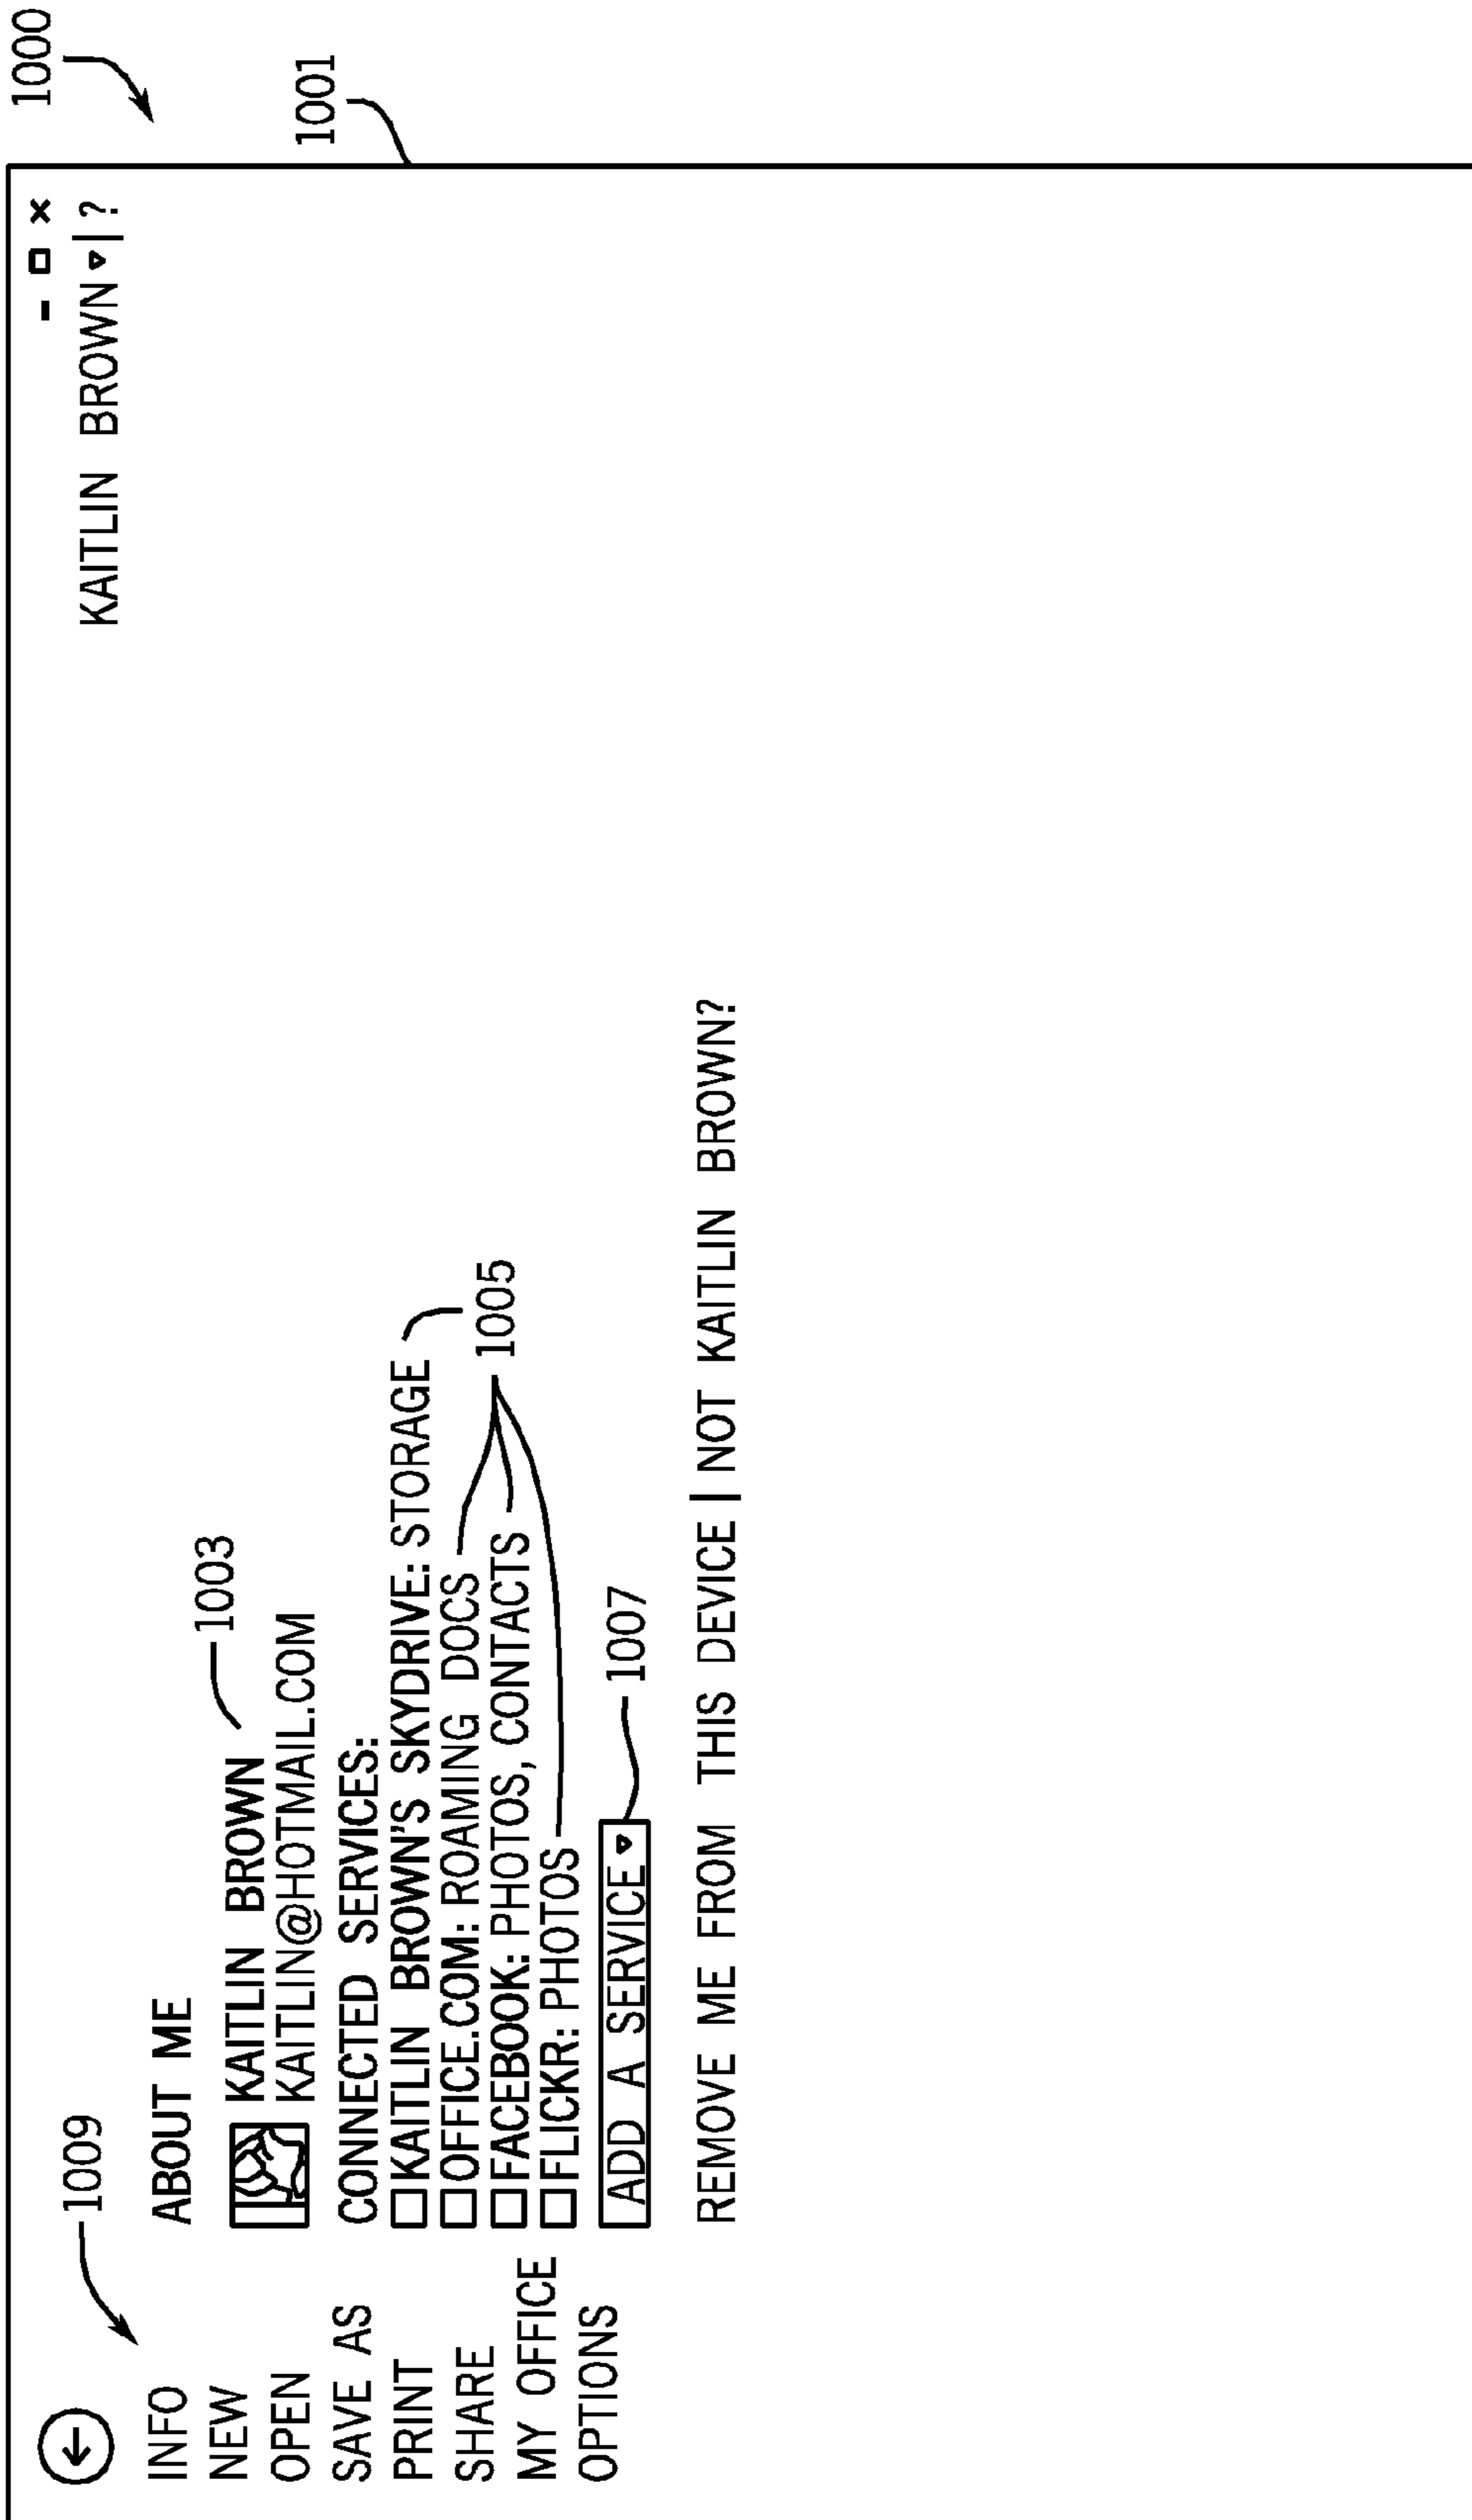 1000
1001
KAITLIN BROWN | ?
1009
INFO
NEW
OPEN
SAVE AS
PRINT
SHARE
MY OFFICE
OPTIONS
ABOUT ME
KAITLIN BROWN
1003
KAITLIN@HOTMAIL.COM
CONNECTED SERVICES:
KAITLIN BROWN'S SKYDRIVE: STORAGE
OFFICE.COM: ROAMING DOCS
FACEBOOK: PHOTOS, CONTACTS
FLICKR: PHOTOS
1005
ADD A SERVICE
1007
REMOVE ME FROM THIS DEVICE | NOT KAITLIN BROWN?